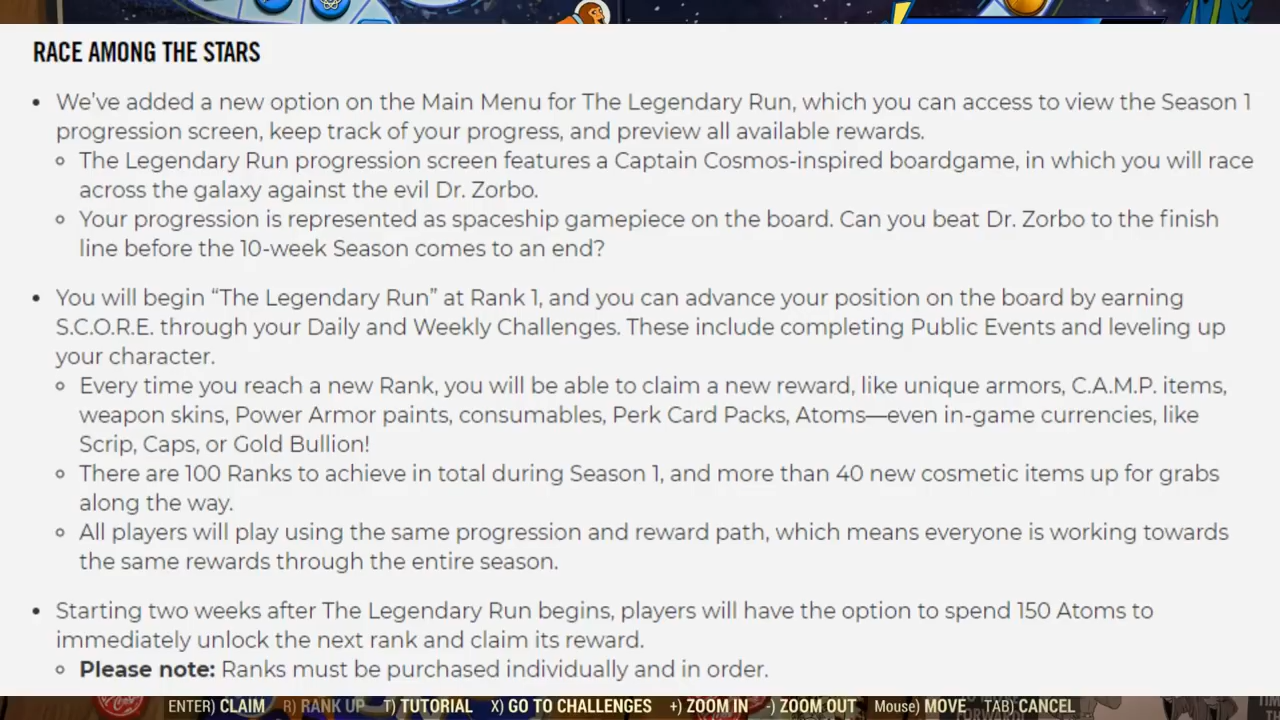 RACE AMONG THE STARS
We've added a new option on the Main Menu for The Legendary Run, which you can access to view the Season 1
progression screen, keep track of your progress, and preview all available rewards.
The Legendary Run progression screen features a Captain Cosmos-inspired boardgame, in which you will race
across the galaxy against the evil Dr. Zorbo.
Your progression is represented as spaceship gamepiece on the board. Can you beat Dr. Zorbo to the finish
line before the 10-week Season comes to an end?
You will begin “The Legendary Run” at Rank 1, and you can advance your position on the board by earning
S.C.O.R.E. through your Daily and Weekly Challenges. These include completing Public Events and leveling up
your character.
Every time you reach a new Rank, you will be able to claim a new reward, like unique armors, C.A.M.P. items,
weapon skins, Power Armor paints, consumables, Perk Card Packs, Atoms—even in-game currencies, like
Scrip, Caps, or Gold Bullion!
There are 100 Ranks to achieve in total during Season 1, and more than 40 new cosmetic items up for grabs
along the way.
All players will play using the same progression and reward path, which means everyone is working towards
the same rewards through the entire season.
Starting two weeks after The Legendary Run begins, players will have the option to spend 150 Atoms to
immediately unlock the next rank and claim its reward.
Please note: Ranks must be purchased individually and in order.
ENTER) CLAIM R) RANK UP T) TUTORIAL X) GO TO CHALLENGES +) ZOOM IN -) ZOOM OUT Mouse) MOVE TAB) CANCEL